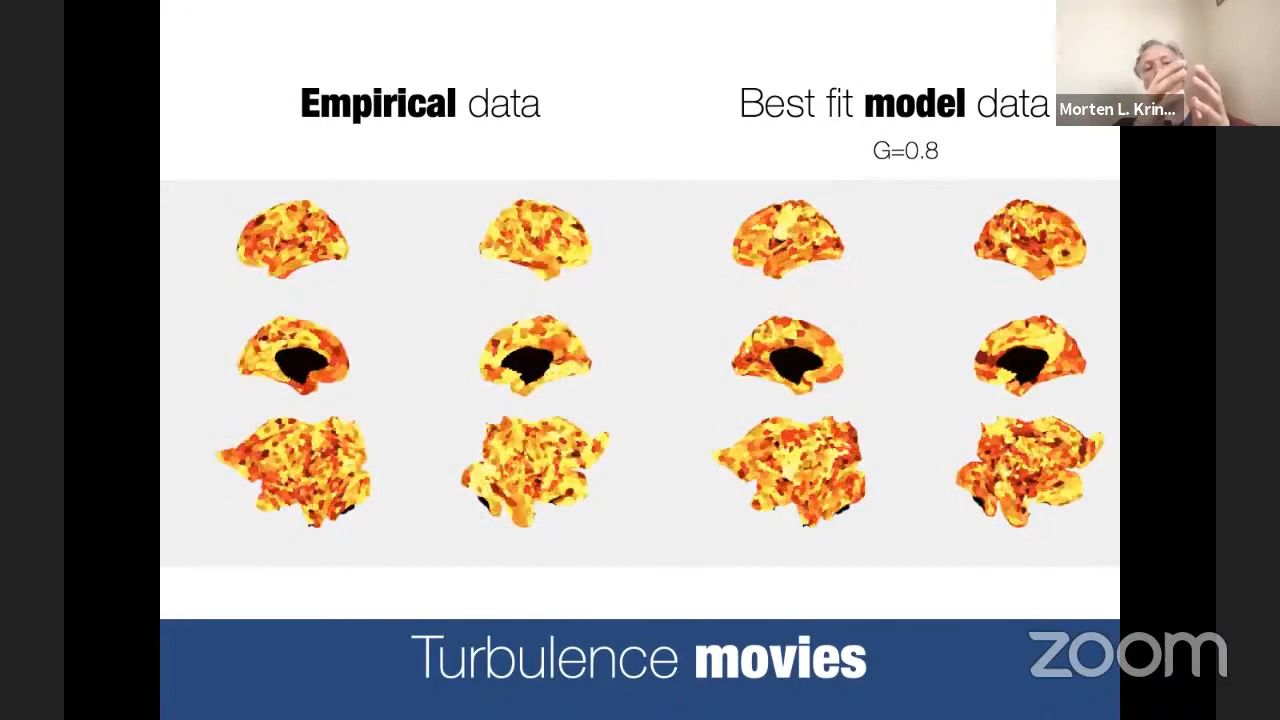 Empirical data
Best fit model data
G=0.8
Morten L. Krin...
Turbulence movies
zoom